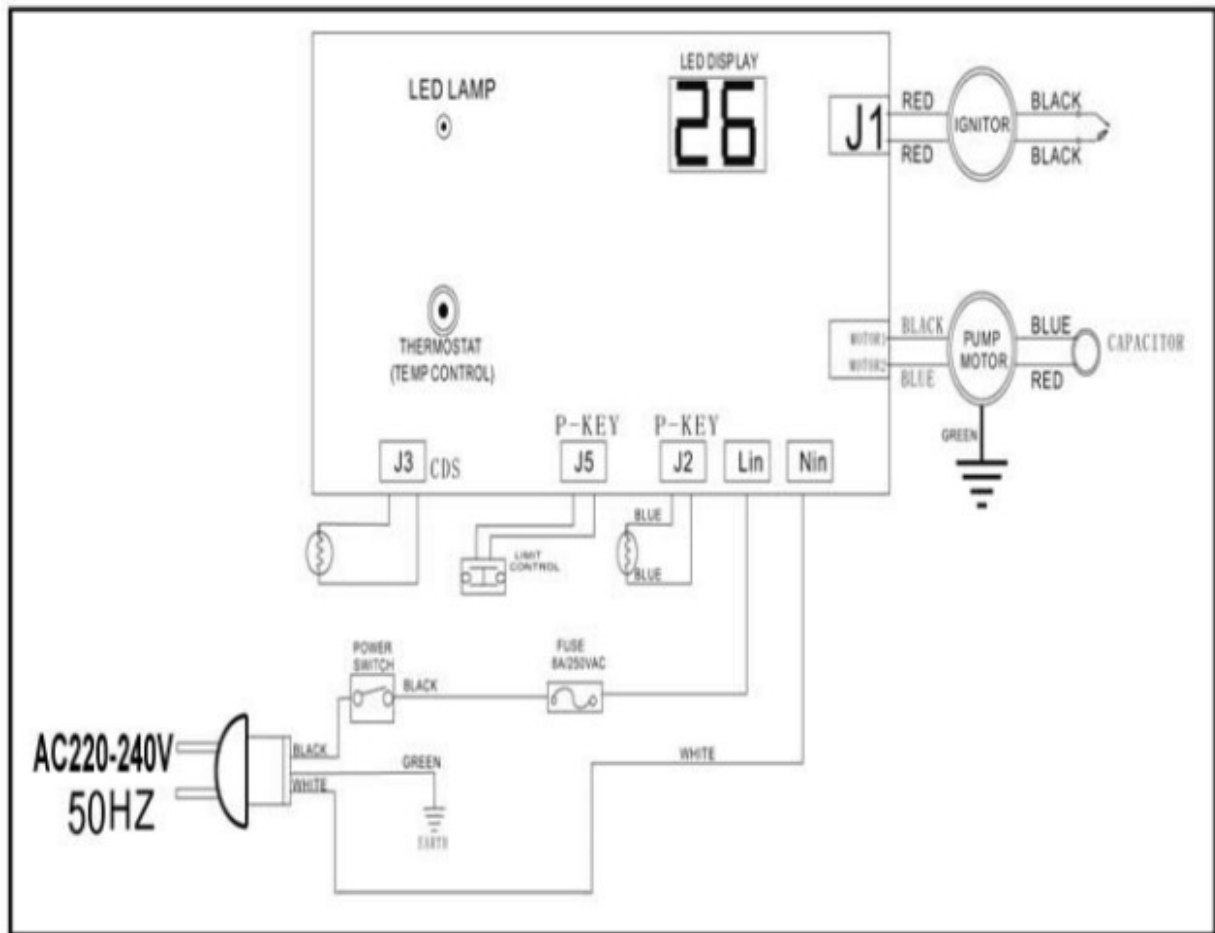 LED DISPLAY
LED LAMP
26
J1
RED
RED
IGNITOR
BLACK
BLACK
THERMOSTAT
(TEMP CONTROL)
MOTOR1
MOTOR2
BLACK
BLUE
PUMP
MOTOR
BLUE
RED
CAPACITOR
GREEN
P-KEY
P-KEY
J3
CDS
J5
J2
Lin
Nin
BLUE
BLUE
LIMIT
CONTROL
POWER
SWITCH
FUSE
8A/250VAC
BLACK
AC220-240V
50HZ
BLACK
GREEN
WHITE
WHITE
EARTH